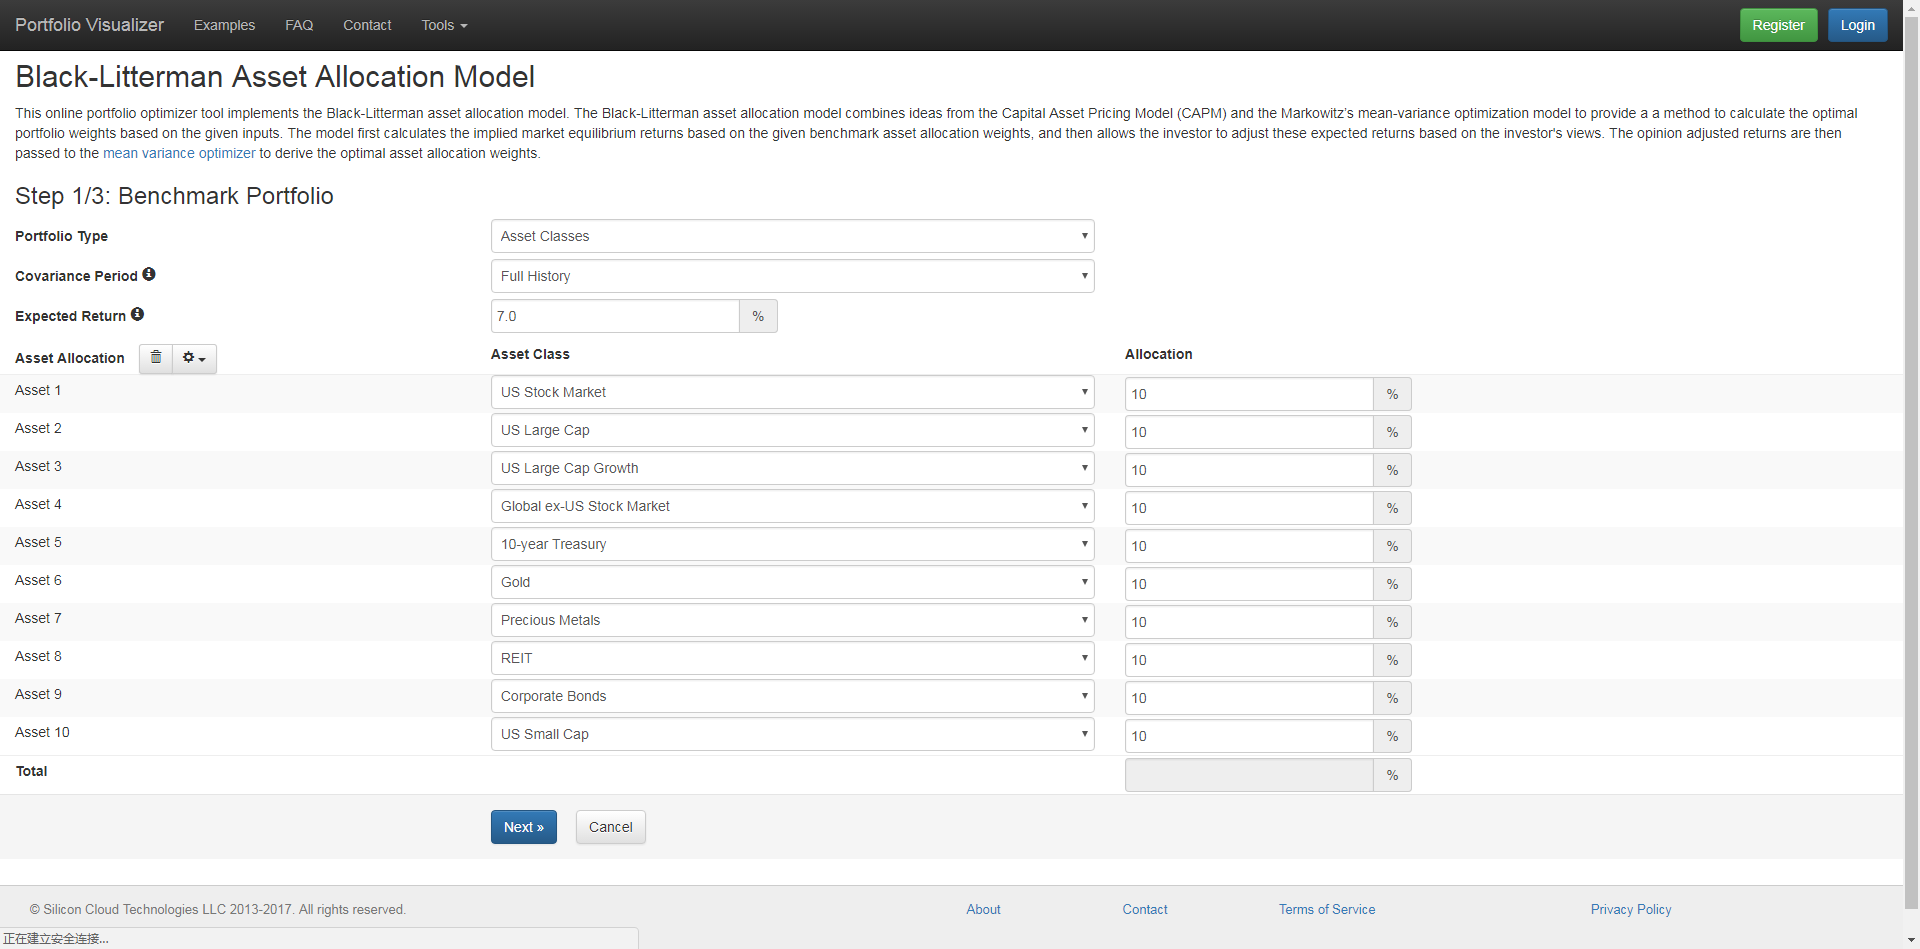 Portfolio Visualizer Examples FAQ Contact Tools Register Login
Black-Litterman Asset Allocation Model
This online portfolio optimizer tool implements the Black-Litterman asset allocation model. The Black-Litterman asset allocation model combines ideas from the Capital Asset Pricing Model (CAPM) and the Markowitz's mean-variance optimization model to provide a a method to calculate the optimal
portfolio weights based on the given inputs. The model first calculates the implied market equilibrium returns based on the given benchmark asset allocation weights, and then allows the investor to adjust these expected returns based on the investor's views. The opinion adjusted returns are then
passed to the mean variance optimizer to derive the optimal asset allocation weights.
Step 1/3: Benchmark Portfolio
Portfolio Type Asset Classes
Covariance Period Full History
Expected Return 7.0 %
Asset Allocation Asset Class Allocation
Asset 1 US Stock Market 10 %
Asset 2 US Large Cap 10 %
Asset 3 US Large Cap Growth 10 %
Asset 4 Global ex-US Stock Market 10 %
Asset 5 10-year Treasury 10 %
Asset 6 Gold 10 %
Asset 7 Precious Metals 10 %
Asset 8 REIT 10 %
Asset 9 Corporate Bonds 10 %
Asset 10 US Small Cap 10 %
Total %
Next » Cancel
© Silicon Cloud Technologies LLC 2013-2017. All rights reserved. About Contact Terms of Service Privacy Policy
正在建立安全连接...